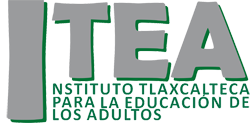 ITEA
INSTITUTO TLAXCALTECA
PARA LA EDUCACIÓN DE
LOS ADULTOS